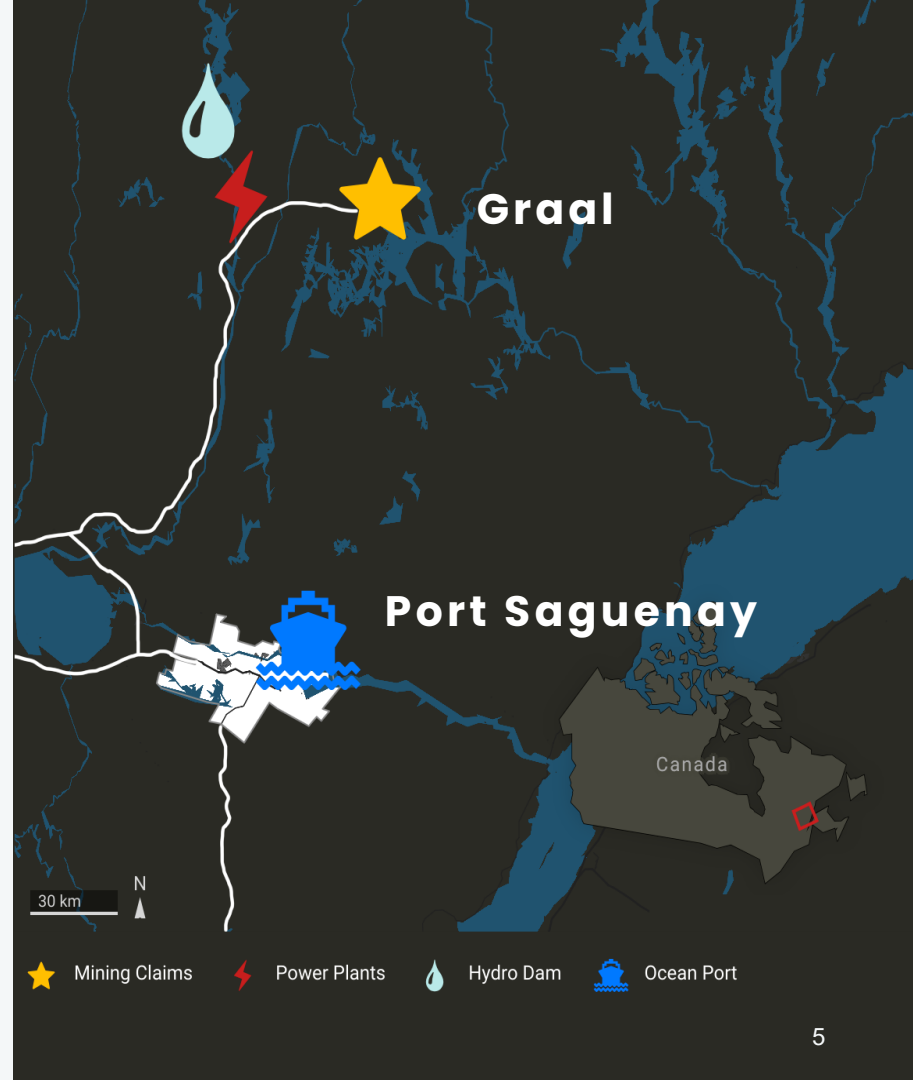 Graal
Port Saguenay
Canada
30 km
N
Mining Claims
Power Plants
Hydro Dam
Ocean Port
5